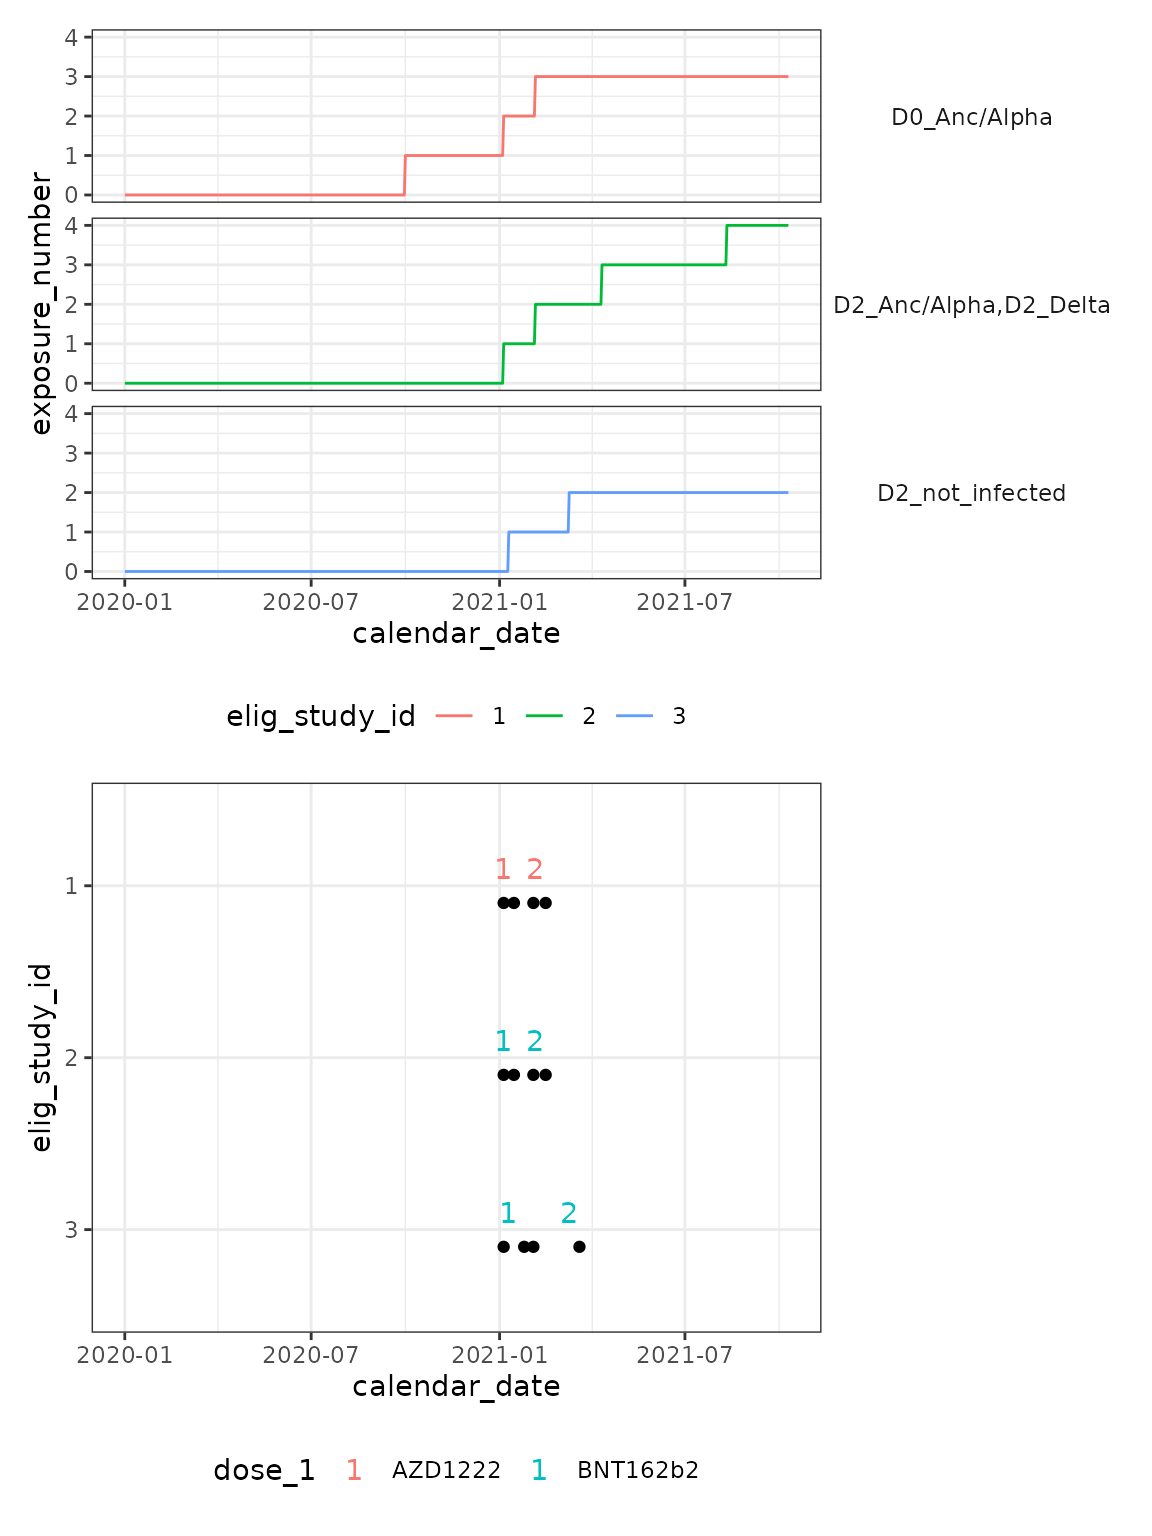 4
3
2
1
0
D0_Anc/Alpha
4
3
2
1
0
D2_Anc/Alpha,D2_Delta
4
3
2
1
0
D2_not_infected
exposure_number
2020-01 2020-07 2021-01 2021-07
calendar_date
elig_study_id 1 2 3
1 2
1
1 2
2
1 2
3
elig_study_id
2020-01 2020-07 2021-01 2021-07
calendar_date
dose_1 1 AZD1222 1 BNT162b2